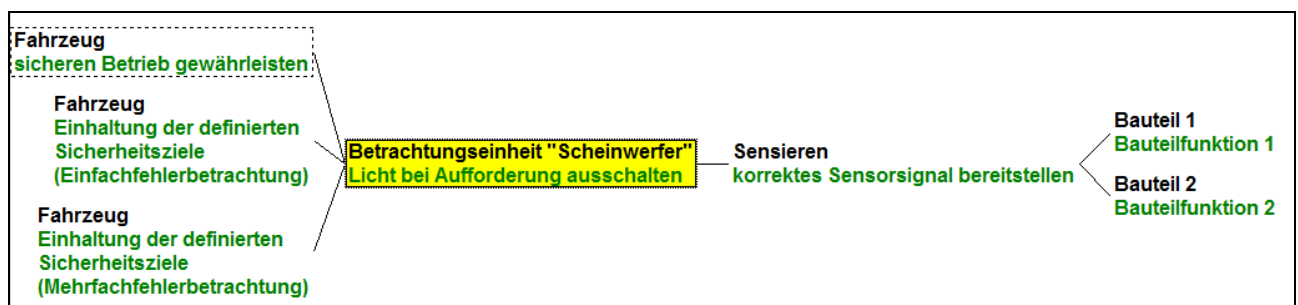 Fahrzeug
sicheren Betrieb gewährleisten
Fahrzeug
Einhaltung der definierten
Sicherheitsziele
(Einfachfehlerbetrachtung)
Fahrzeug
Einhaltung der definierten
Sicherheitsziele
(Mehrfachfehlerbetrachtung)
Betrachtungseinheit "Scheinwerfer"
Licht bei Aufforderung ausschalten
Sensieren
korrektes Sensorsignal bereitstellen
Bauteil 1
Bauteilfunktion 1
Bauteil 2
Bauteilfunktion 2